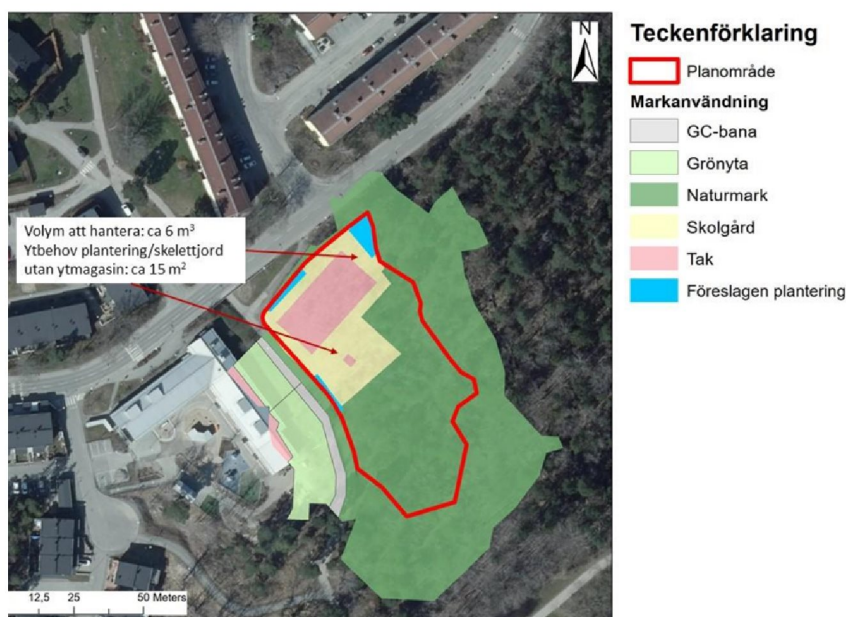 N
Teckenförklaring
Planområde
Markanvändning
GC-bana
Grönyta
Naturmark
Skolgård
Tak
Föreslagen plantering
Volym att hantera: ca 6 m³
Ytbehov plantering/skelettjord
utan ytmagasin: ca 15 m²
12,5 25 50 Meters